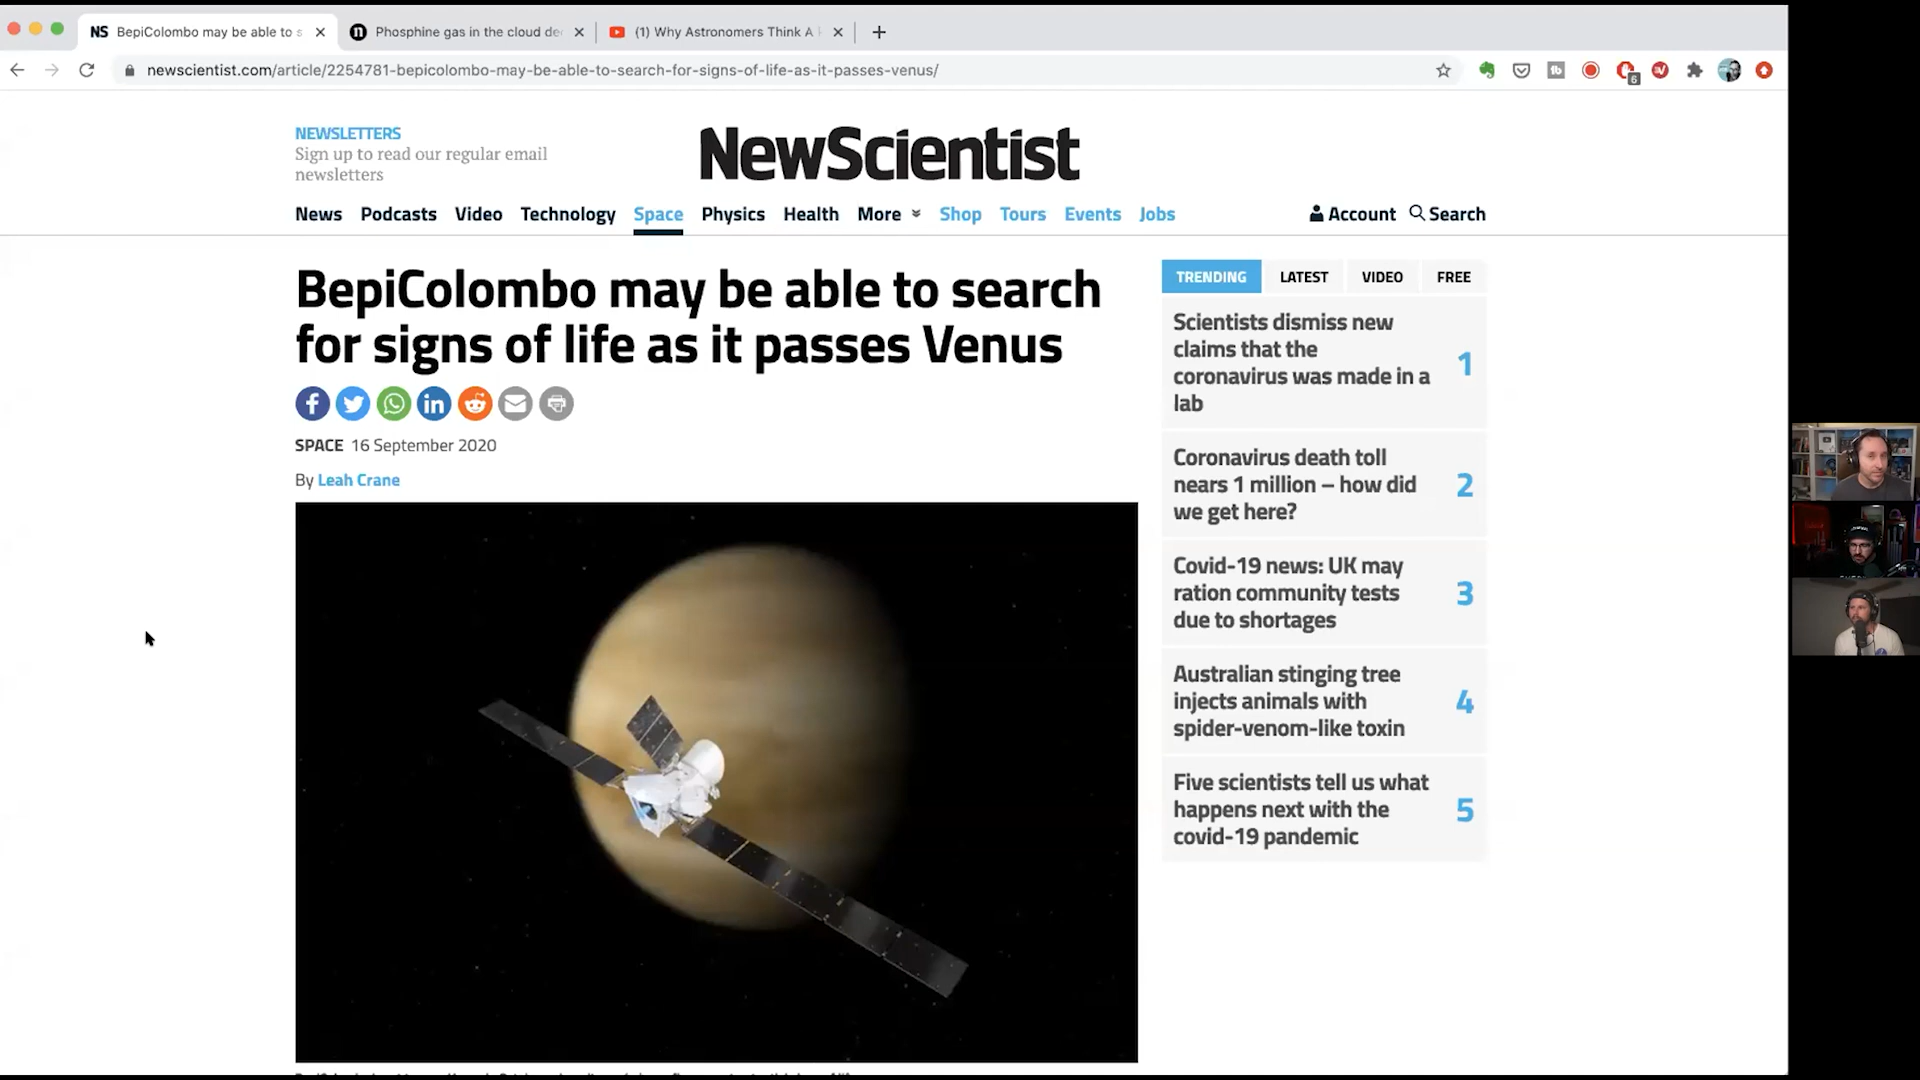 NS BepiColombo may be able to s
Phosphine gas in the cloud de
(1) Why Astronomers Think A
newscientist.com/article/2254781-bepicolombo-may-be-able-to-search-for-signs-of-life-as-it-passes-venus/
6
NEWSLETTERS
Sign up to read our regular email
newsletters
NewScientist
News Podcasts Video Technology Space Physics Health More Shop Tours Events Jobs
Account Search
BepiColombo may be able to search
for signs of life as it passes Venus
SPACE 16 September 2020
By Leah Crane
TRENDING LATEST VIDEO FREE
Scientists dismiss new
claims that the
coronavirus was made in a
lab
1
Coronavirus death toll
nears 1 million – how did
we get here?
2
Covid-19 news: UK may
ration community tests
due to shortages
3
Australian stinging tree
injects animals with
spider-venom-like toxin
4
Five scientists tell us what
happens next with the
covid-19 pandemic
5